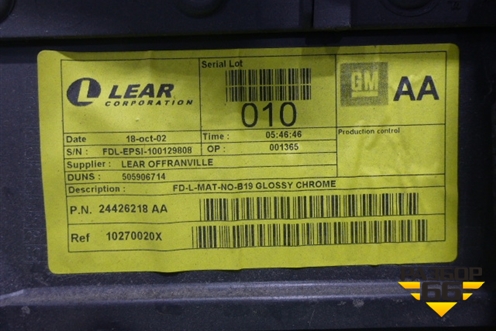 Serial Lot
LEAR
CORPORATION
010
GM AA
Date 18-oct-02 Time : 05:46:46 Production control
S/N : FDL-EPSI-100129808 OP : 001365
Supplier : LEAR OFFRANVILLE
DUNS : 505906714
Description : FD-L-MAT-NO-B19 GLOSSY CHROME
P.N. 24426218 AA
Ref 10270020X
66